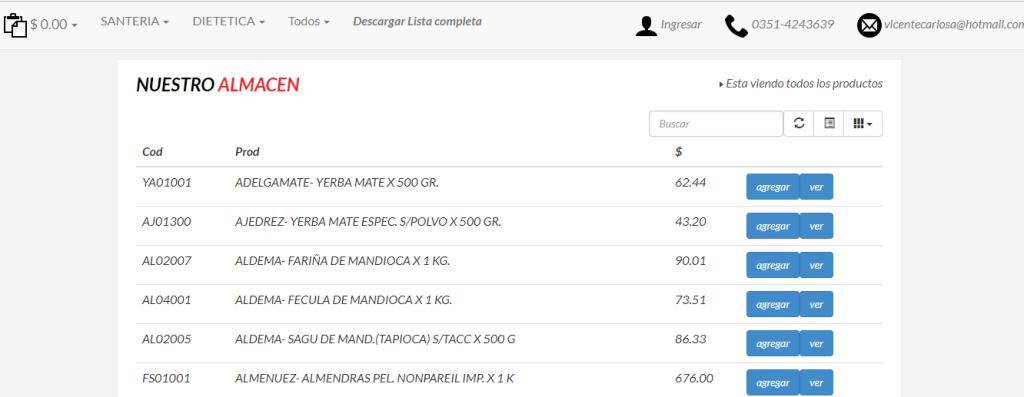 $ 0.00 SANTERIA DIETETICA Todos Descargar Lista completa Ingresar 0351-4243639 vicentecarlosa@hotmail.com
NUESTRO ALMACEN Esta viendo todos los productos
Buscar
Cod Prod $
YA01001 ADELGAMATE- YERBA MATE X 500 GR. 62.44 agregar ver
AJ01300 AJEDREZ- YERBA MATE ESPEC. S/POLVO X 500 GR. 43.20 agregar ver
AL02007 ALDEMA- FARIÑA DE MANDIOCA X 1 KG. 90.01 agregar ver
AL04001 ALDEMA- FECULA DE MANDIOCA X 1 KG. 73.51 agregar ver
AL02005 ALDEMA- SAGU DE MAND.(TAPIOCA) S/TACC X 500 G 86.33 agregar ver
FS01001 ALMENUEZ- ALMENDRAS PEL. NONPAREIL IMP. X 1 K 676.00 agregar ver